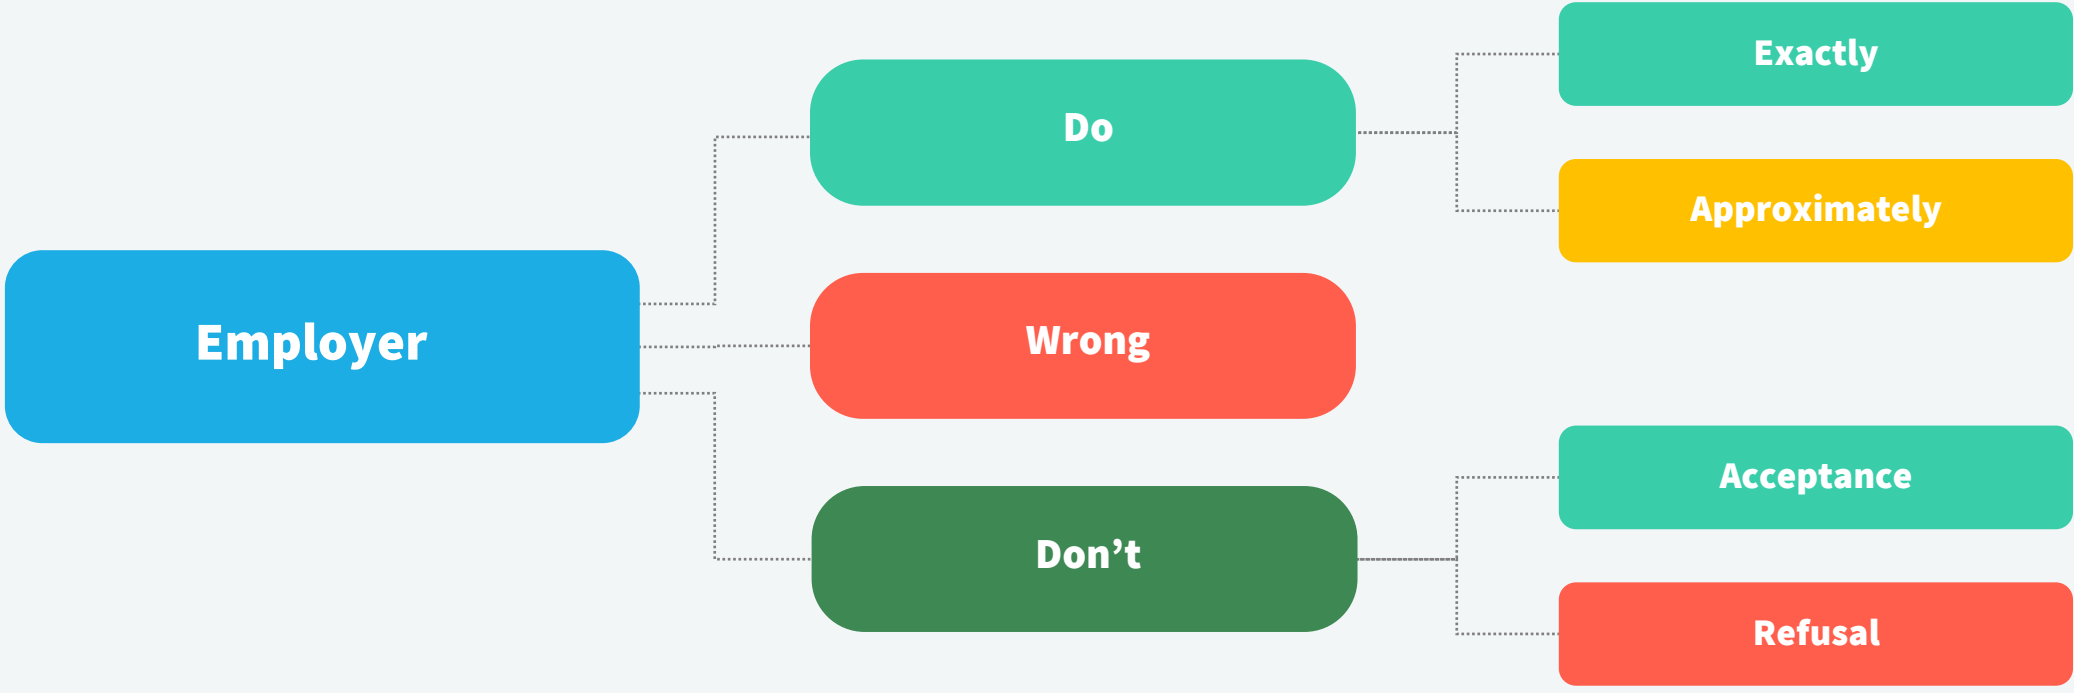 Employer
Do
Exactly
Approximately
Wrong
Don’t
Acceptance
Refusal